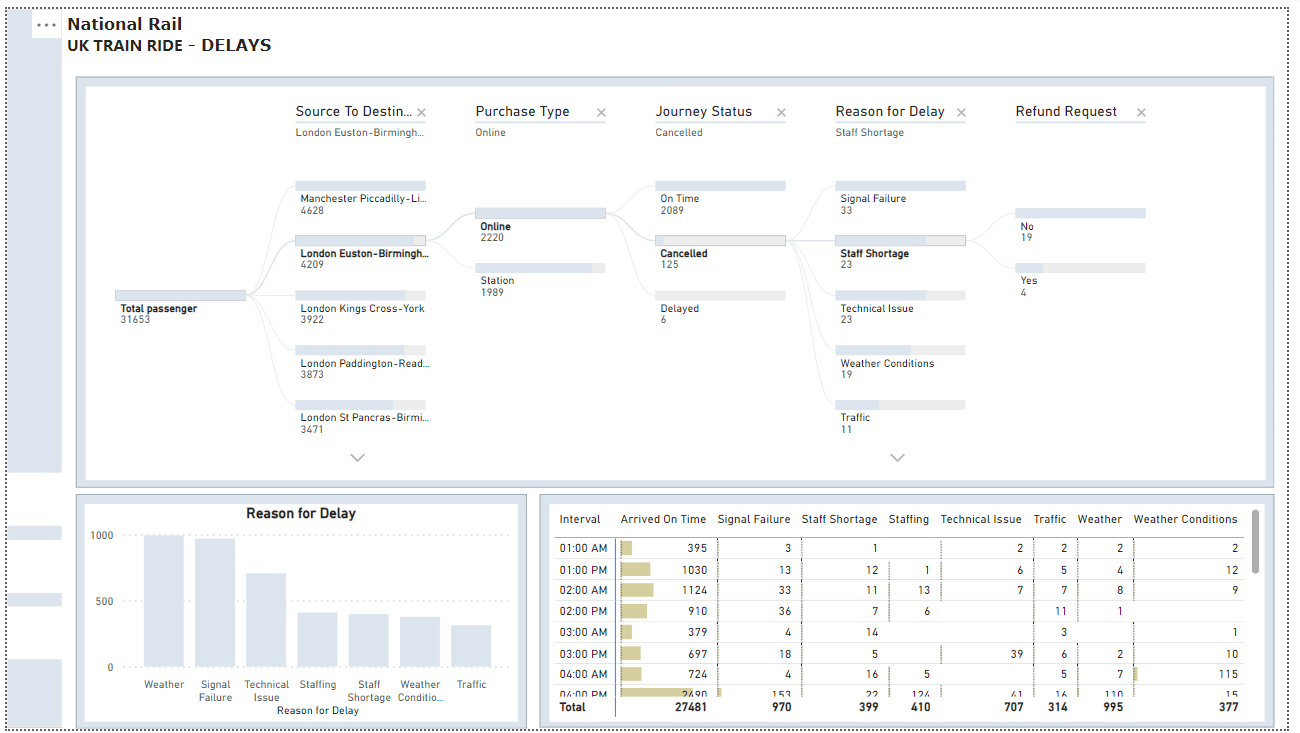 National Rail
UK TRAIN RIDE - DELAYS
Source To Destin... Purchase Type Journey Status Reason for Delay Refund Request
London Euston-Birmingh... Online Cancelled Staff Shortage
Total passenger
31653
Manchester Piccadilly-Li...
4628
London Euston-Birmingh...
4209
London Kings Cross-York
3922
London Paddington-Read...
3873
London St Pancras-Birmi...
3471
Online
2220
Station
1989
On Time
2089
Cancelled
125
Delayed
6
Signal Failure
33
Staff Shortage
23
Technical Issue
23
Weather Conditions
19
Traffic
11
No
19
Yes
4
Reason for Delay
1000
500
0
Weather
Signal Failure
Technical Issue
Staffing
Staff Shortage
Weather Conditio...
Traffic
Reason for Delay
Interval Arrived On Time Signal Failure Staff Shortage Staffing Technical Issue Traffic Weather Weather Conditions
01:00 AM 395 3 1 2 2 2 2
01:00 PM 1030 13 12 1 6 5 4 12
02:00 AM 1124 33 11 13 7 7 8 9
02:00 PM 910 36 7 6 11 1
03:00 AM 379 4 14 3 1
03:00 PM 697 18 5 39 6 2 10
04:00 AM 724 4 16 5 5 7 115
04:00 PM 2490 153 22 124 41 16 110 15
Total 27481 970 399 410 707 314 995 377